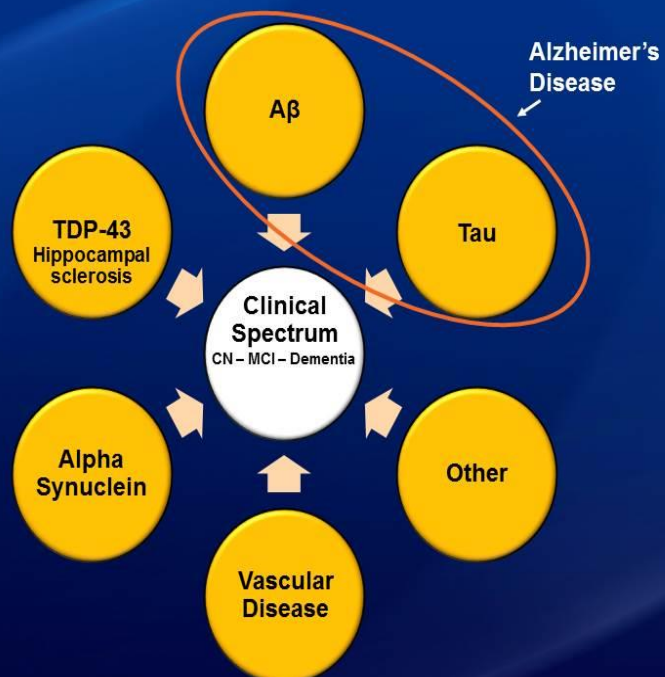 Alzheimer's
Disease
Aβ
TDP-43
Hippocampal
sclerosis
Tau
Clinical
Spectrum
CN – MCI – Dementia
Alpha
Synuclein
Other
Vascular
Disease